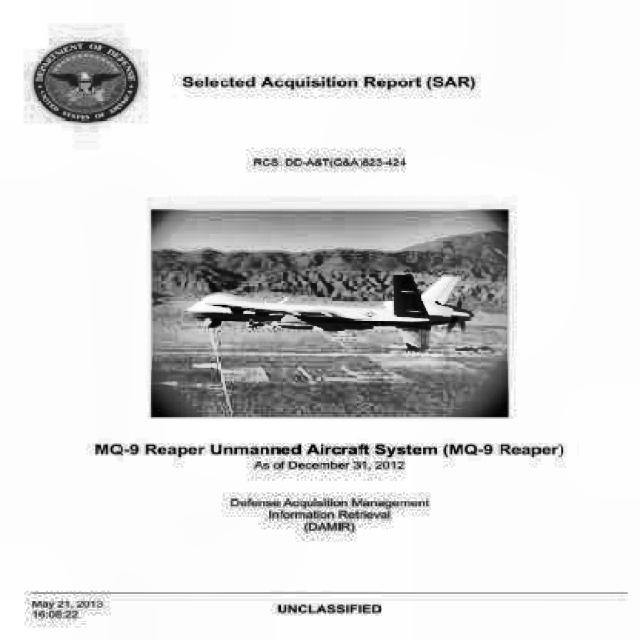 DEPARTMENT OF DEFENSE
UNITED STATES OF AMERICA
Selected Acquisition Report (SAR)
RCS: DD-A&T(Q&A)823-424
MQ-9 Reaper Unmanned Aircraft System (MQ-9 Reaper)
As of December 31, 2012
Defense Acquisition Management
Information Retrieval
(DAMIR)
May 21, 2013
16:08:22
UNCLASSIFIED